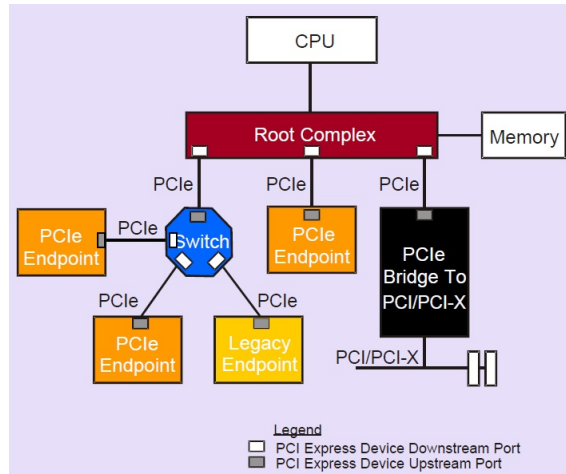 CPU
Root Complex
Memory
PCIe
PCIe
PCIe
PCIe
Endpoint
PCIe
Switch
PCIe
Endpoint
PCIe
Bridge To
PCI/PCI-X
PCIe
PCIe
PCIe
Endpoint
Legacy
Endpoint
PCI/PCI-X
Legend
PCI Express Device Downstream Port
PCI Express Device Upstream Port